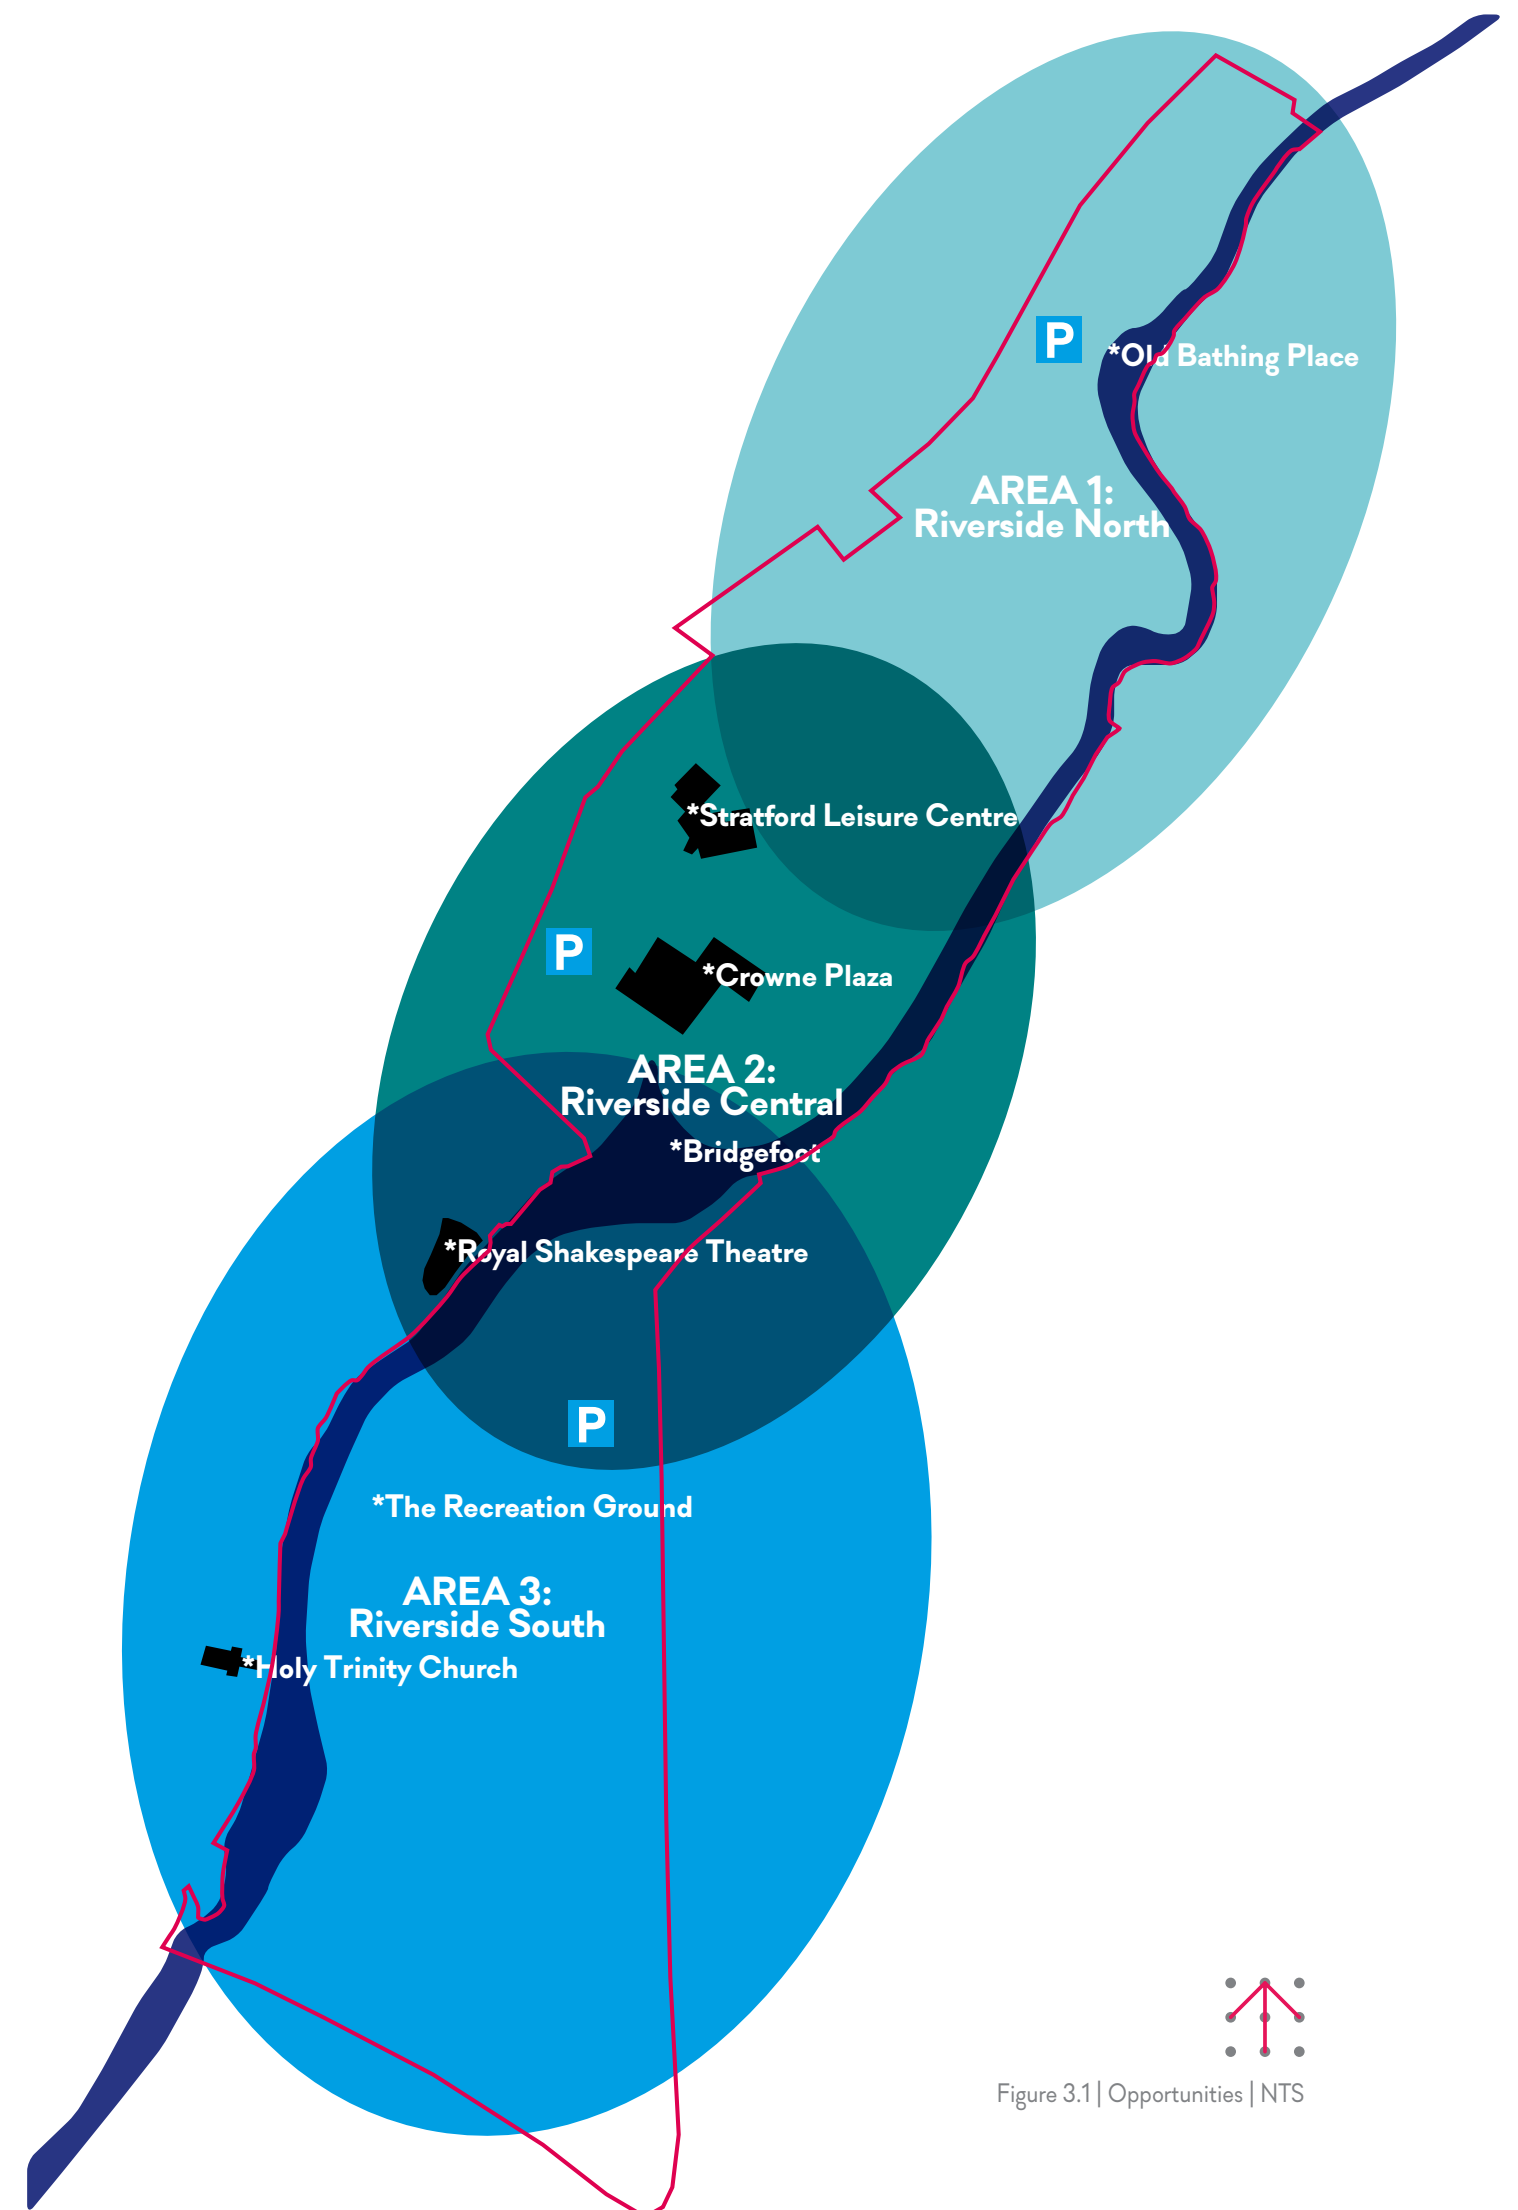 P
*Old Bathing Place
AREA 1:
Riverside North
*Stratford Leisure Centre
P
*Crowne Plaza
AREA 2:
Riverside Central
*Bridgefoot
*Royal Shakespeare Theatre
P
*The Recreation Ground
AREA 3:
Riverside South
*Holy Trinity Church
Figure 3.1 | Opportunities | NTS